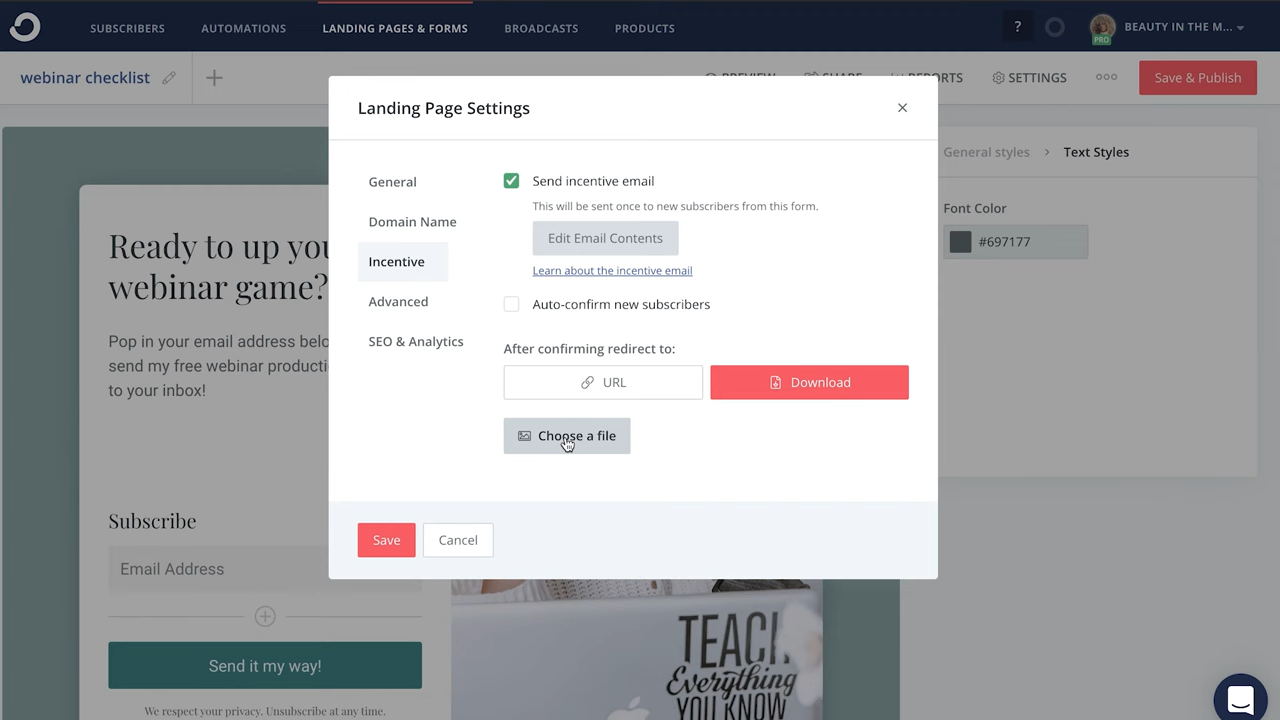 SUBSCRIBERS
AUTOMATIONS
LANDING PAGES & FORMS
BROADCASTS
PRODUCTS
?
PRO
BEAUTY IN THE M...
webinar checklist
PREVIEW
SHARE
REPORTS
SETTINGS
Save & Publish
Landing Page Settings
General styles > Text Styles
Font Color
#697177
General
Domain Name
Incentive
Advanced
SEO & Analytics
Send incentive email
This will be sent once to new subscribers from this form.
Edit Email Contents
Learn about the incentive email
Auto-confirm new subscribers
After confirming redirect to:
URL
Download
Choose a file
Save
Cancel
Ready to up you
webinar game?
Pop in your email address belo
send my free webinar producti
to your inbox!
Subscribe
Email Address
Send it my way!
We respect your privacy. Unsubscribe at any time.
TEACH
Everything
YOU KNOW